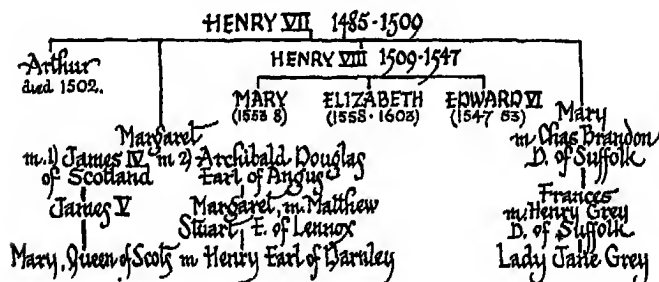 HENRY VII 1485-1509
Arthur
died 1502.
HENRY VIII 1509-1547
MARY
(1553 8)
ELIZABETH
(1558-1603)
EDWARD VI
(1547 53)
Margaret
m.1) James IV m 2) Archibald Douglas
of Scotland Earl of Angus
James V
Margaret, m. Matthew
Stuart, E. of Lennox
Mary, Queen of Scots m Henry Earl of Darnley
Mary
m Chas Brandon
D. of Suffolk
Frances
m. Henry Grey
D. of Suffolk
Lady Jane Grey